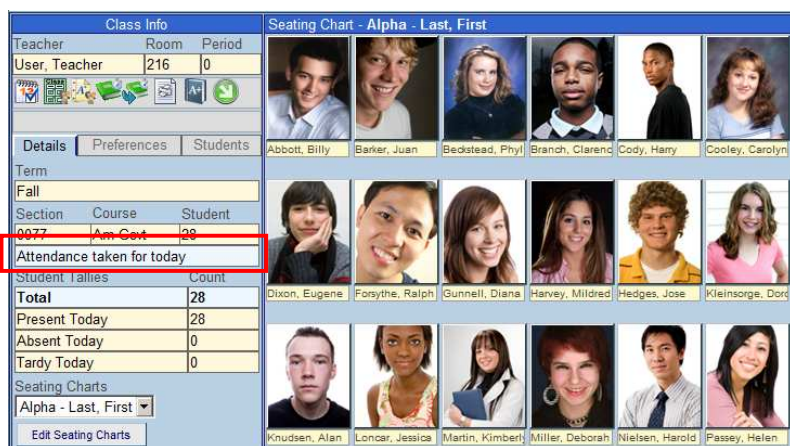 Class Info
Teacher Room Period
User, Teacher 216 0
Details Preferences Students
Term
Fall
Section Course Student
0077 Am Govt 28
Attendance taken for today
Student Tallies Count
Total 28
Present Today 28
Absent Today 0
Tardy Today 0
Seating Charts
Alpha - Last, First
Edit Seating Charts
Seating Chart - Alpha - Last, First
Abbott, Billy Barker, Juan Beckstead, Phyl Branch, Clarenc Cody, Harry Cooley, Carolyn
Dixon, Eugene Forsythe, Ralph Gunnell, Diana Harvey, Mildred Hedges, Jose Kleinsorge, Doro
Knudsen, Alan Loncar, Jessica Martin, Kimberly Miller, Deborah Nielsen, Harold Passey, Helen